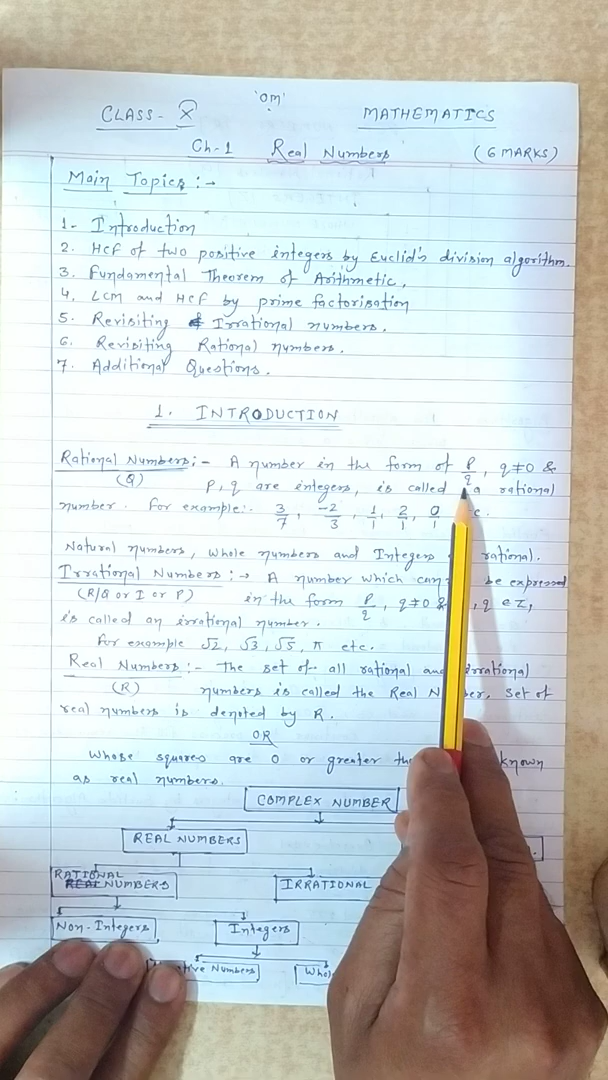 'OM'
CLASS- X MATHEMATICS
Ch-1 Real Numbers (6 MARKS)
Main Topics :→
1- Introduction
2. HCF of two positive integers by Euclid's division algorithm.
3. Fundamental Theorem of Arithmetic,
4. LCM and HCF by prime factorisation
5. Revisiting Irrational numbers.
6. Revisiting Rational numbers.
7. Additional Questions.
1. INTRODUCTION
Rational Numbers:- A number in the form of P/q, q≠0 &
(Q) P, q are integers, is called a rational
number. For example:- 3/7, -2/3, 1/1, 2/1, 0/1
Natural numbers, whole numbers and Integers rational.
Irrational Numbers:→ A number which be expressed
(R/Q or I or P) in the form P/q, q≠0 & , q ∈ Z,
is called an irrational number.
For example √2, √3, √5, π etc.
Real Numbers:- The set of all rational and irrational
(R) numbers is called the Real Set of
real numbers is denoted by R.
OR
Whose squares are 0 or greater known
as real numbers.
COMPLEX NUMBER
REAL NUMBERS
RATIONAL NUMBERS IRRATIONAL
Non-Integers Integers
Numbers